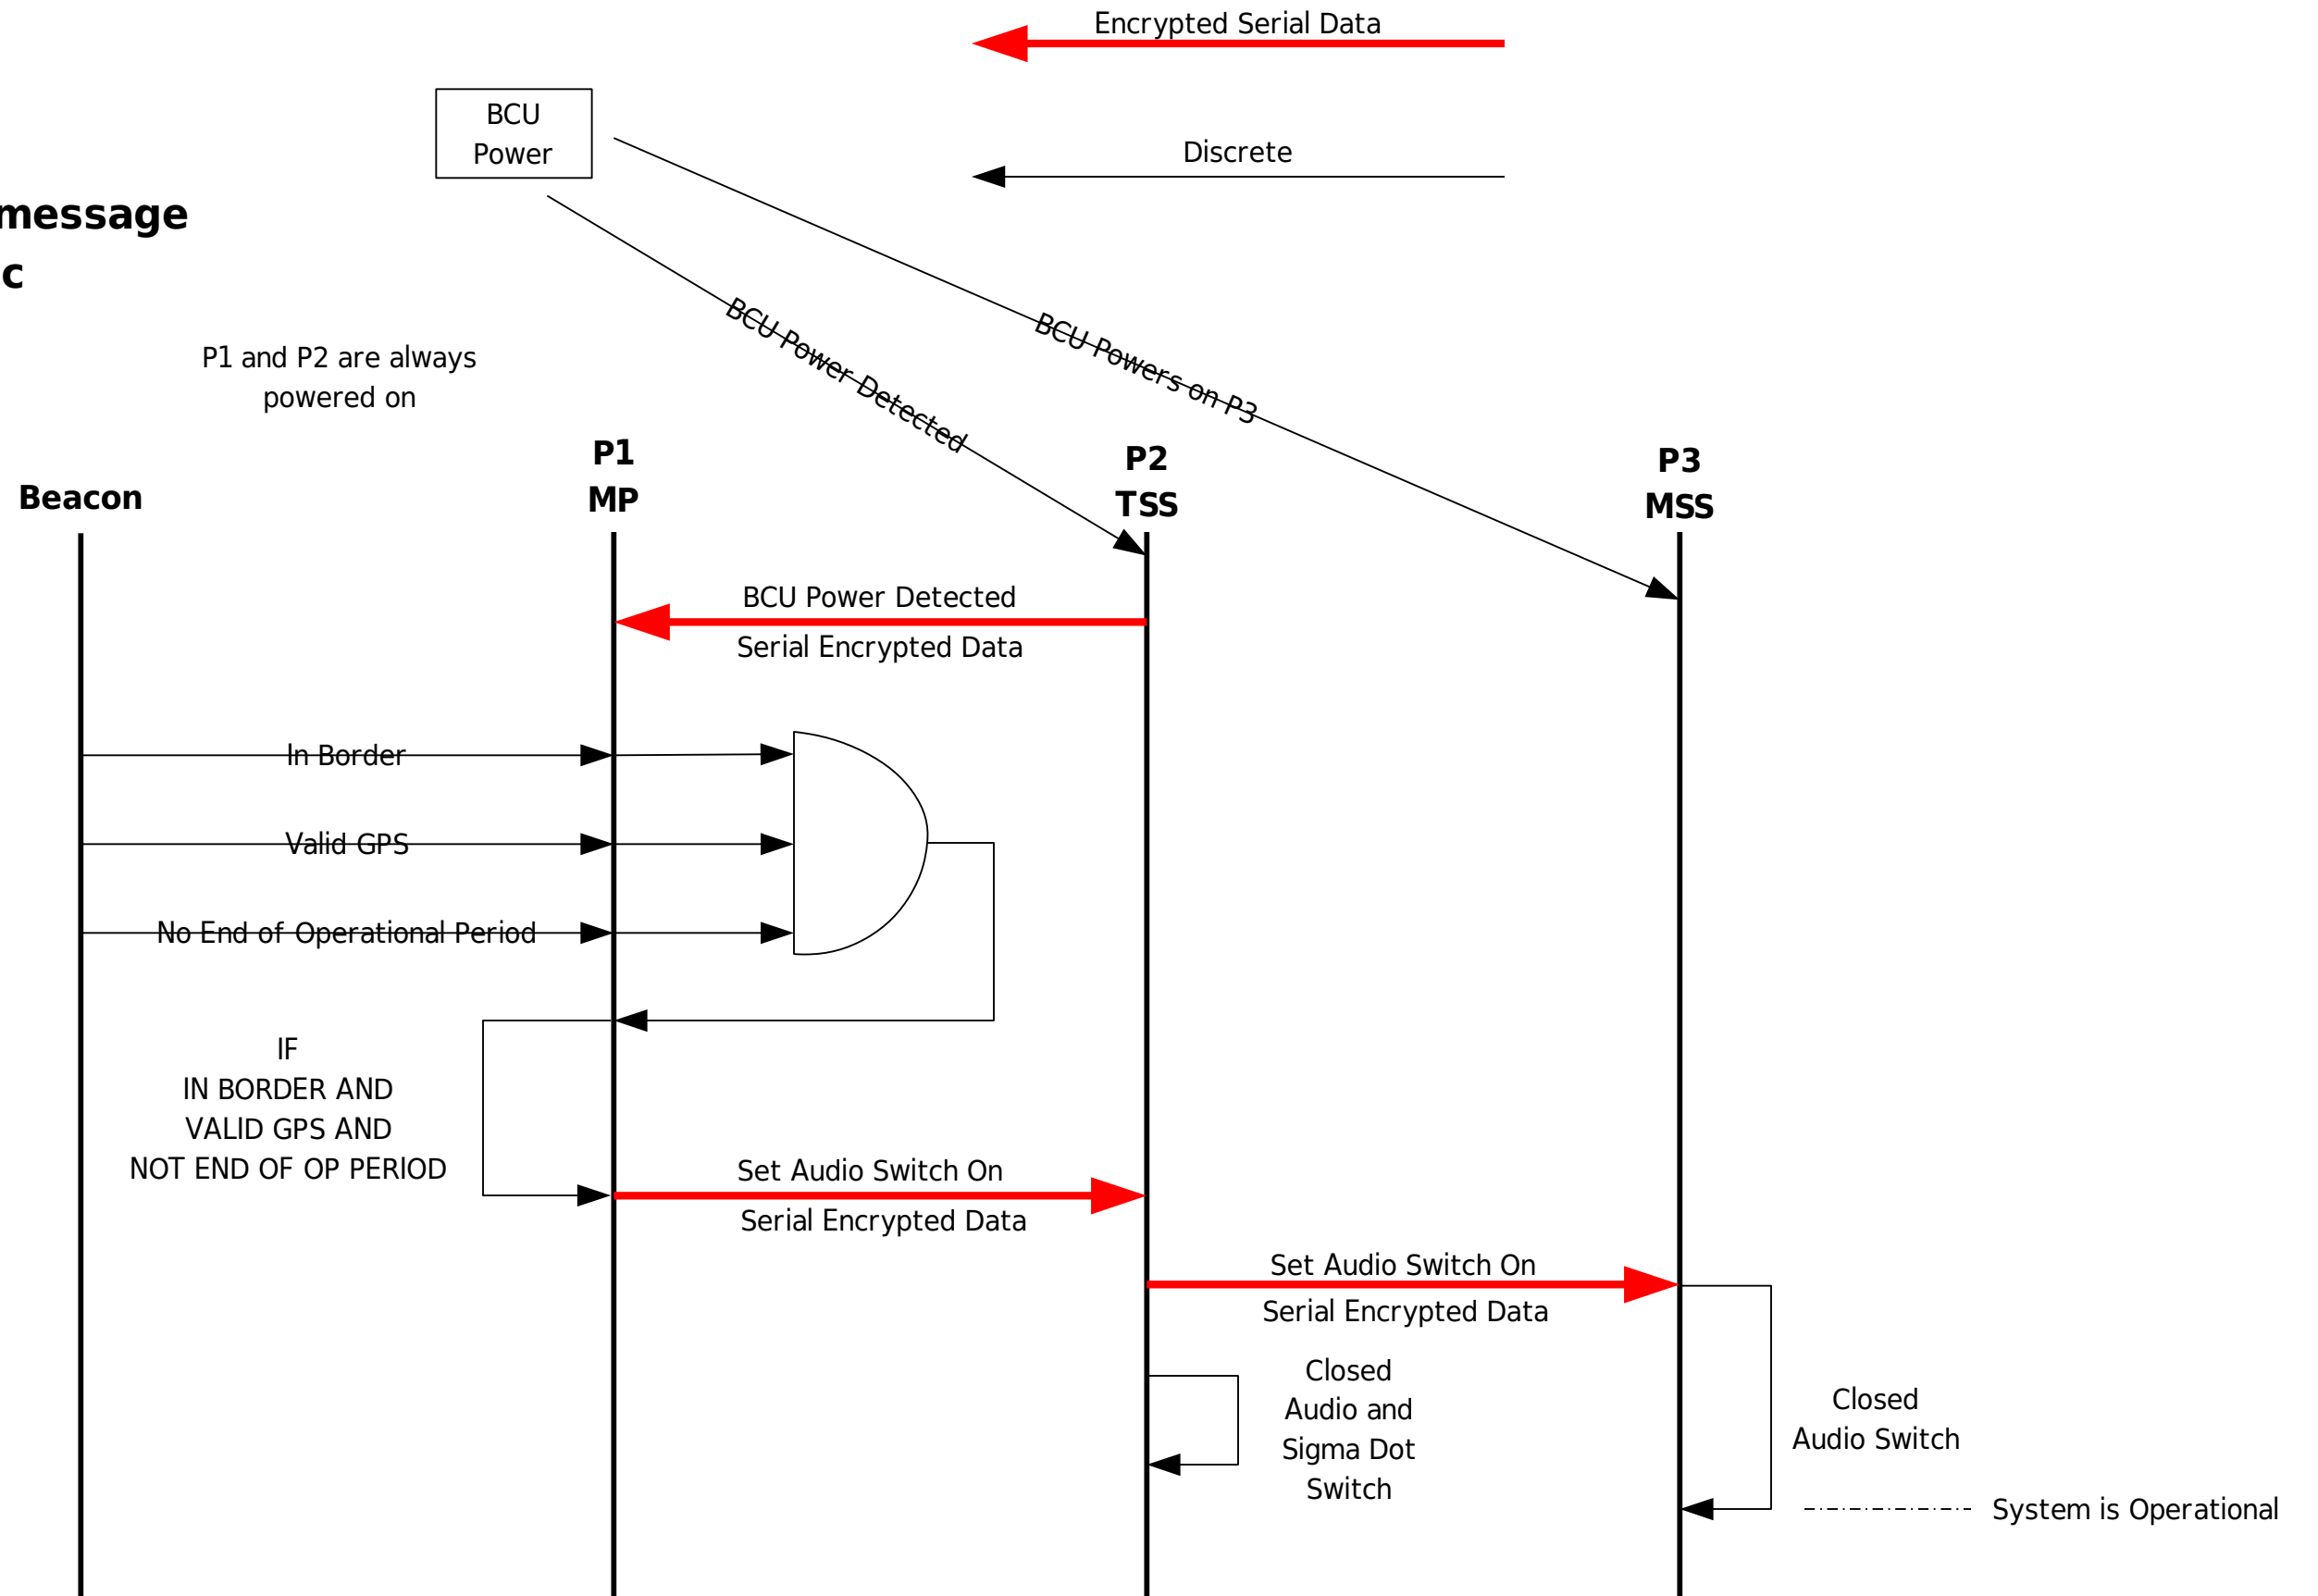 Encrypted Serial Data
BCU
Power
Discrete
message
c
BCU Power Detected
BCU Powers on P3
P1 and P2 are always
powered on
Beacon
P1
MP
P2
TSS
P3
MSS
BCU Power Detected
Serial Encrypted Data
In Border
Valid GPS
No End of Operational Period
IF
IN BORDER AND
VALID GPS AND
NOT END OF OP PERIOD
Set Audio Switch On
Serial Encrypted Data
Set Audio Switch On
Serial Encrypted Data
Closed
Audio and
Sigma Dot
Switch
Closed
Audio Switch
System is Operational